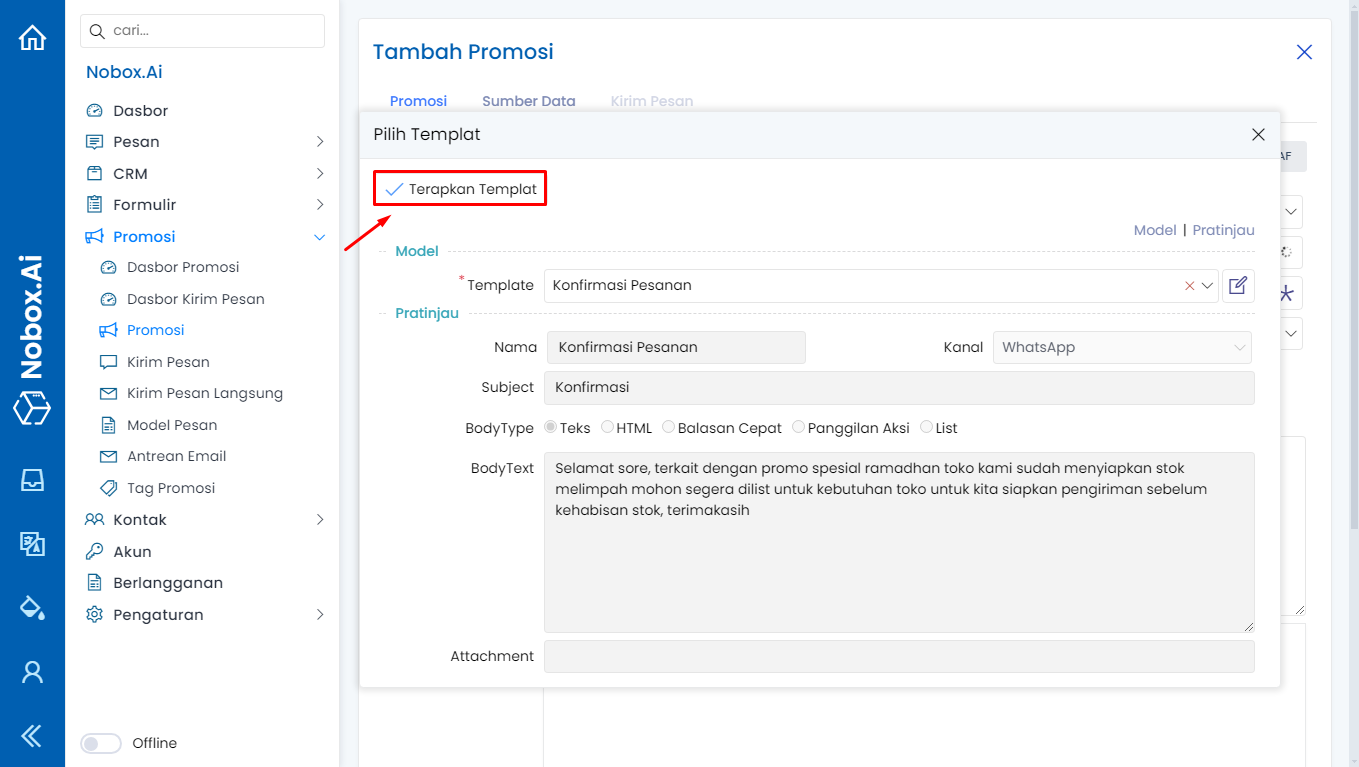 Nobox.Ai
cari...
Nobox.Ai
Dasbor
Pesan
CRM
Formulir
Promosi
Dasbor Promosi
Dasbor Kirim Pesan
Promosi
Kirim Pesan
Kirim Pesan Langsung
Model Pesan
Antrean Email
Tag Promosi
Kontak
Akun
Berlangganan
Pengaturan
Offline
Tambah Promosi
Promosi Sumber Data Kirim Pesan
AF
Pilih Templat
Terapkan Templat
Model | Pratinjau
Model
*Template Konfirmasi Pesanan
Pratinjau
Nama Konfirmasi Pesanan Kanal WhatsApp
Subject Konfirmasi
BodyType Teks HTML Balasan Cepat Panggilan Aksi List
BodyText Selamat sore, terkait dengan promo spesial ramadhan toko kami sudah menyiapkan stok
melimpah mohon segera dilist untuk kebutuhan toko untuk kita siapkan pengiriman sebelum
kehabisan stok, terimakasih
Attachment